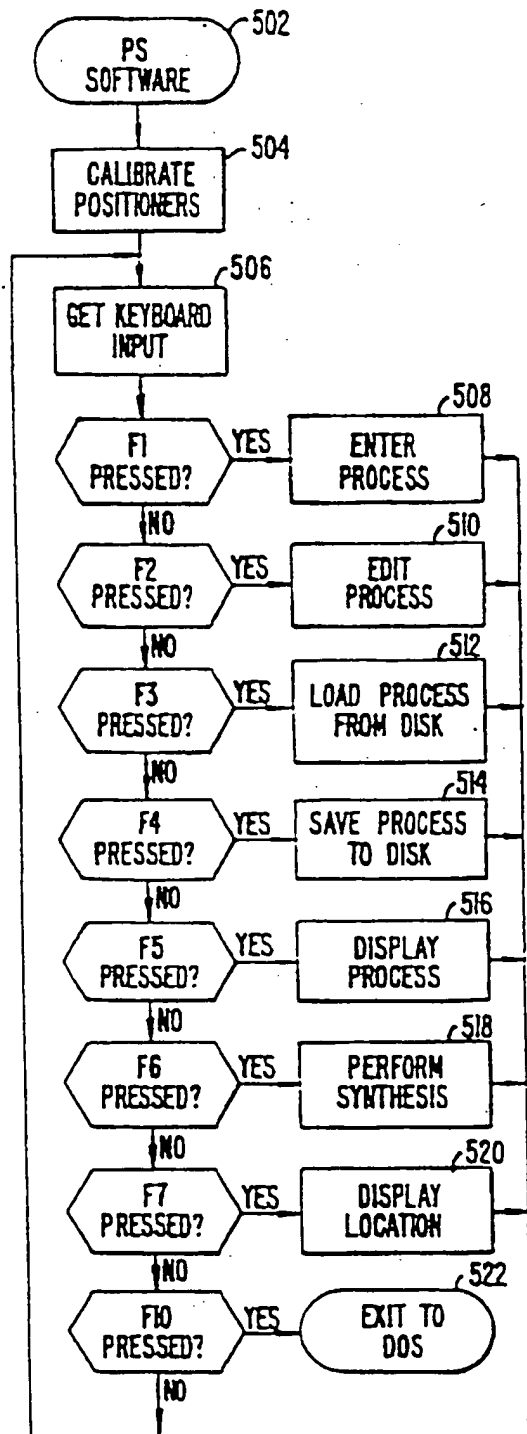 502
PS
SOFTWARE
504
CALIBRATE
POSITIONERS
506
GET KEYBOARD
INPUT
508
F1
PRESSED?
YES
ENTER
PROCESS
NO
510
F2
PRESSED?
YES
EDIT
PROCESS
NO
512
F3
PRESSED?
YES
LOAD PROCESS
FROM DISK
NO
514
F4
PRESSED?
YES
SAVE PROCESS
TO DISK
NO
516
F5
PRESSED?
YES
DISPLAY
PROCESS
NO
518
F6
PRESSED?
YES
PERFORM
SYNTHESIS
NO
520
F7
PRESSED?
YES
DISPLAY
LOCATION
NO
522
F10
PRESSED?
YES
EXIT TO
DOS
NO